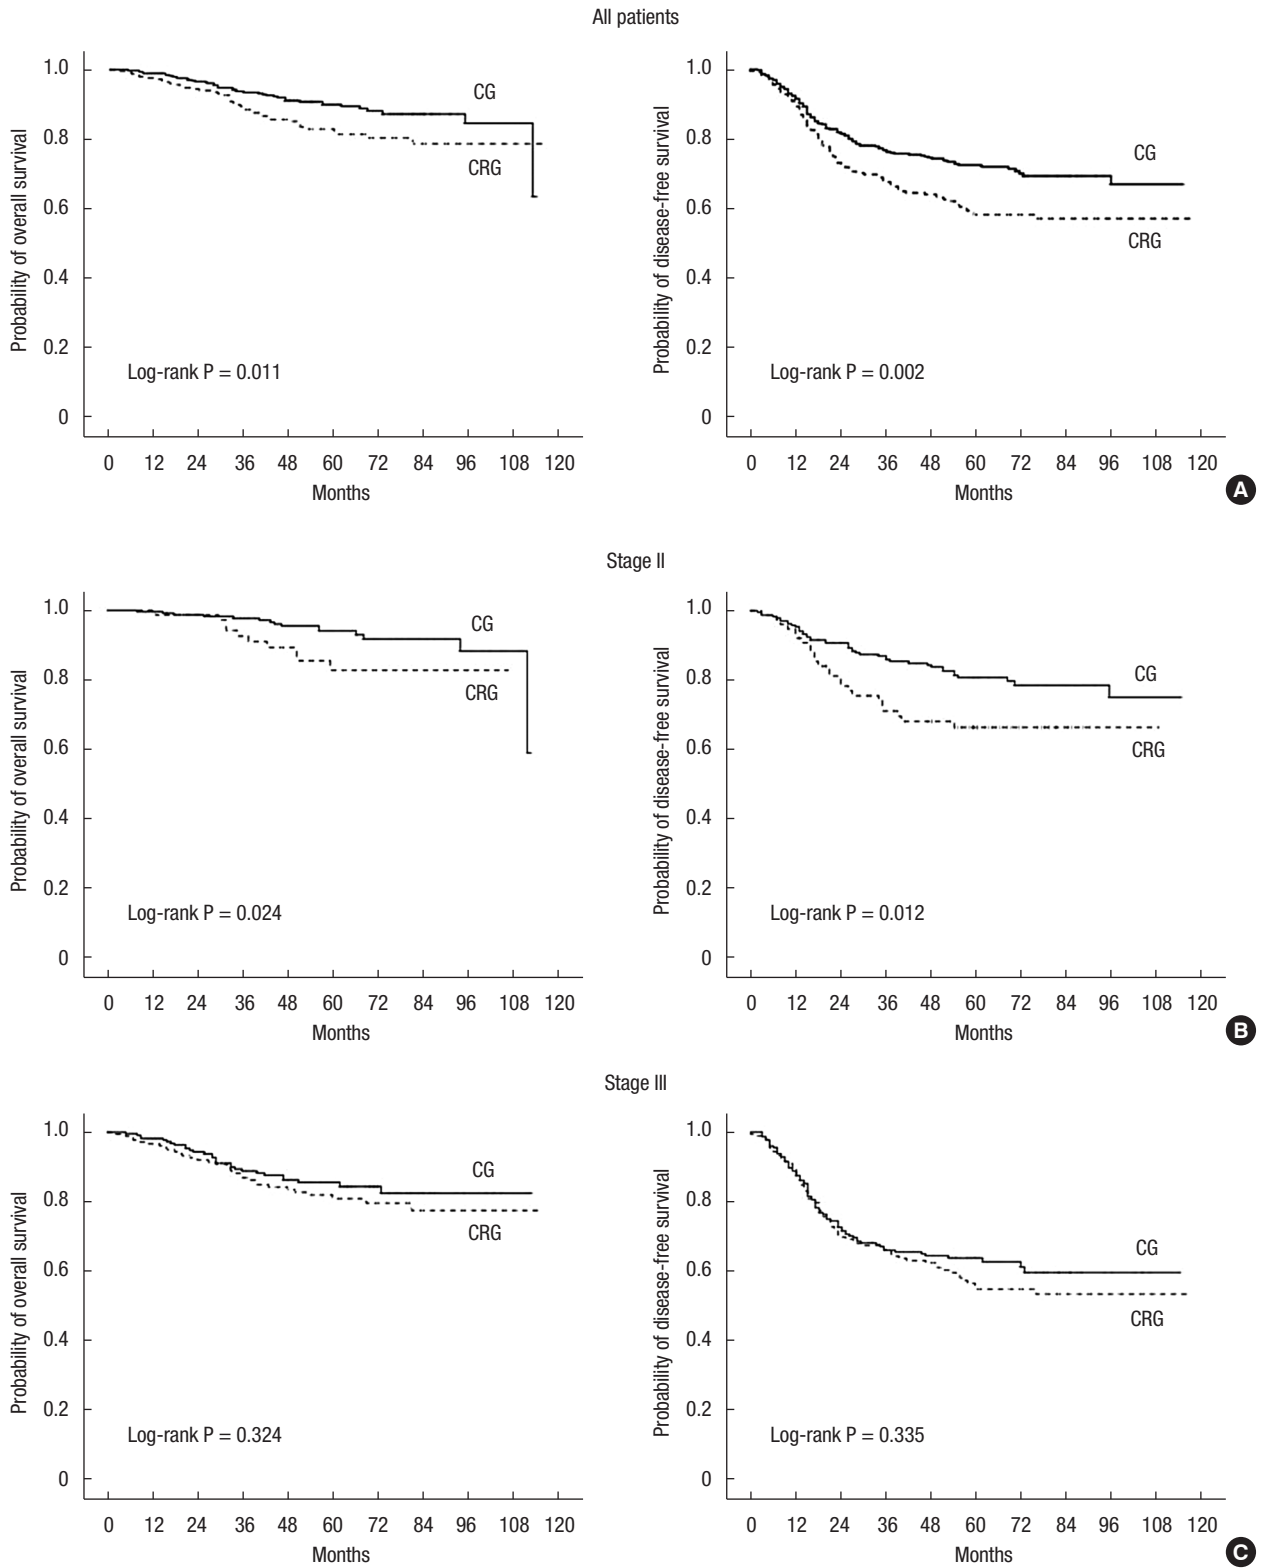 All patients
Probability of overall survival
1.0
0.8
0.6
0.4
0.2
0
CG
CRG
Log-rank P = 0.011
0 12 24 36 48 60 72 84 96 108 120
Months
Probability of disease-free survival
1.0
0.8
0.6
0.4
0.2
0
CG
CRG
Log-rank P = 0.002
0 12 24 36 48 60 72 84 96 108 120
Months
A
Stage II
Probability of overall survival
1.0
0.8
0.6
0.4
0.2
0
CG
CRG
Log-rank P = 0.024
0 12 24 36 48 60 72 84 96 108 120
Months
Probability of disease-free survival
1.0
0.8
0.6
0.4
0.2
0
CG
CRG
Log-rank P = 0.012
0 12 24 36 48 60 72 84 96 108 120
Months
B
Stage III
Probability of overall survival
1.0
0.8
0.6
0.4
0.2
0
CG
CRG
Log-rank P = 0.324
0 12 24 36 48 60 72 84 96 108 120
Months
Probability of disease-free survival
1.0
0.8
0.6
0.4
0.2
0
CG
CRG
Log-rank P = 0.335
0 12 24 36 48 60 72 84 96 108 120
Months
C